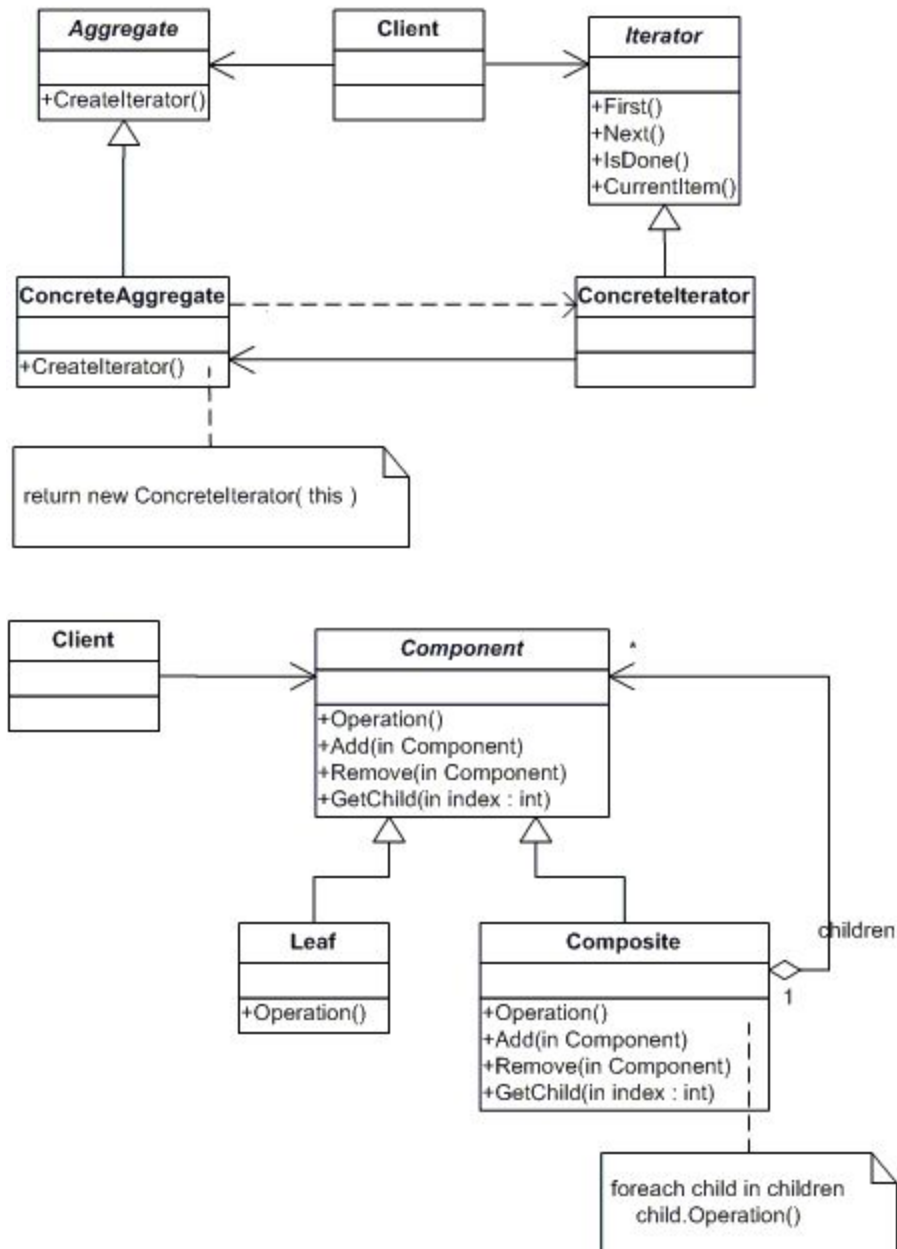 Aggregate
Client
Iterator
+CreateIterator()
+First()
+Next()
+IsDone()
+CurrentItem()
ConcreteAggregate
ConcreteIterator
+CreateIterator()
return new ConcreteIterator( this )
Client
Component
*
+Operation()
+Add(in Component)
+Remove(in Component)
+GetChild(in index : int)
children
Leaf
Composite
1
+Operation()
+Operation()
+Add(in Component)
+Remove(in Component)
+GetChild(in index : int)
foreach child in children
child.Operation()